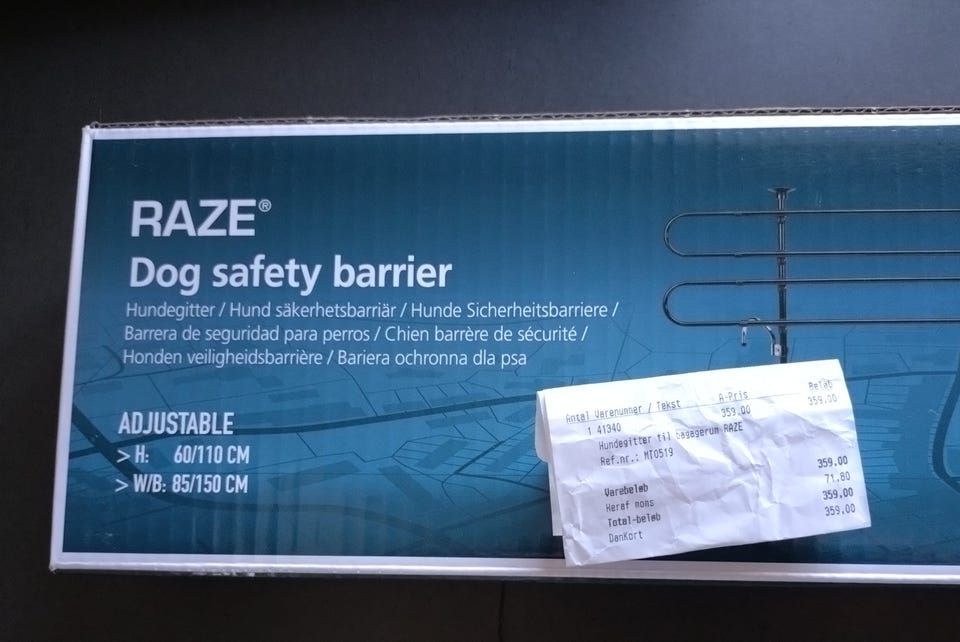 RAZE®
Dog safety barrier
Hundegitter / Hund säkerhetsbarriär / Hunde Sicherheitsbarriere /
Barrera de seguridad para perros / Chien barrère de sécurité /
Honden veiligheidsbarrière / Bariera ochronna dla psa
ADJUSTABLE
> H: 60/110 CM
> W/B: 85/150 CM
Antal Varenummer / Tekst A-Pris Beløb
1 41340 359.00 359.00
Hundegitter til bagagerum RAZE
Ref.nr.: MT0519
Varebeløb 359.00
Heraf moms 71.80
Total-beløb 359.00
DanKort 359.00